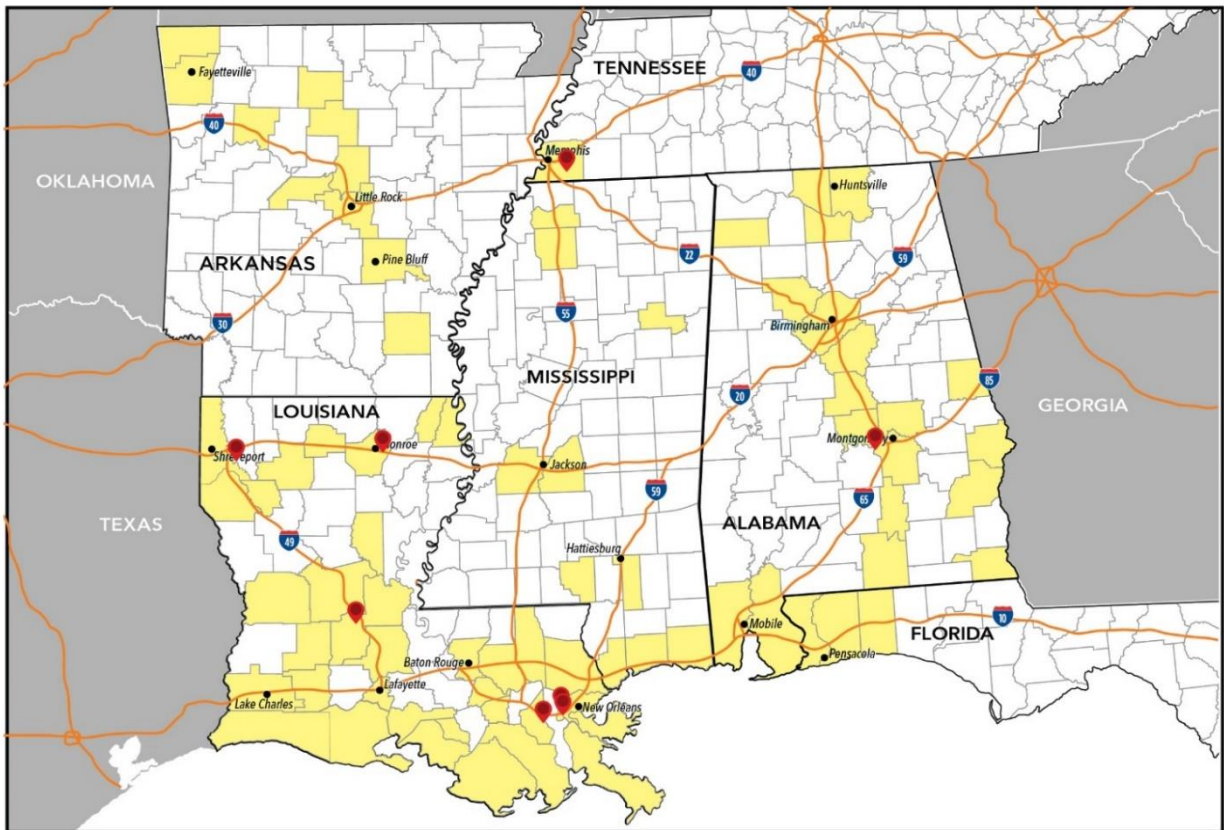 TENNESSEE
Fayetteville
40
40
Memphis
OKLAHOMA
Huntsville
Little Rock
ARKANSAS
Pine Bluff
22
59
55
30
Birmingham
MISSISSIPPI
20
85
LOUISIANA
GEORGIA
Shreveport
Monroe
Montgomery
Jackson
59
65
TEXAS
ALABAMA
49
Hattiesburg
10
Mobile
FLORIDA
Baton Rouge
Pensacola
Lake Charles
Lafayette
New Orleans